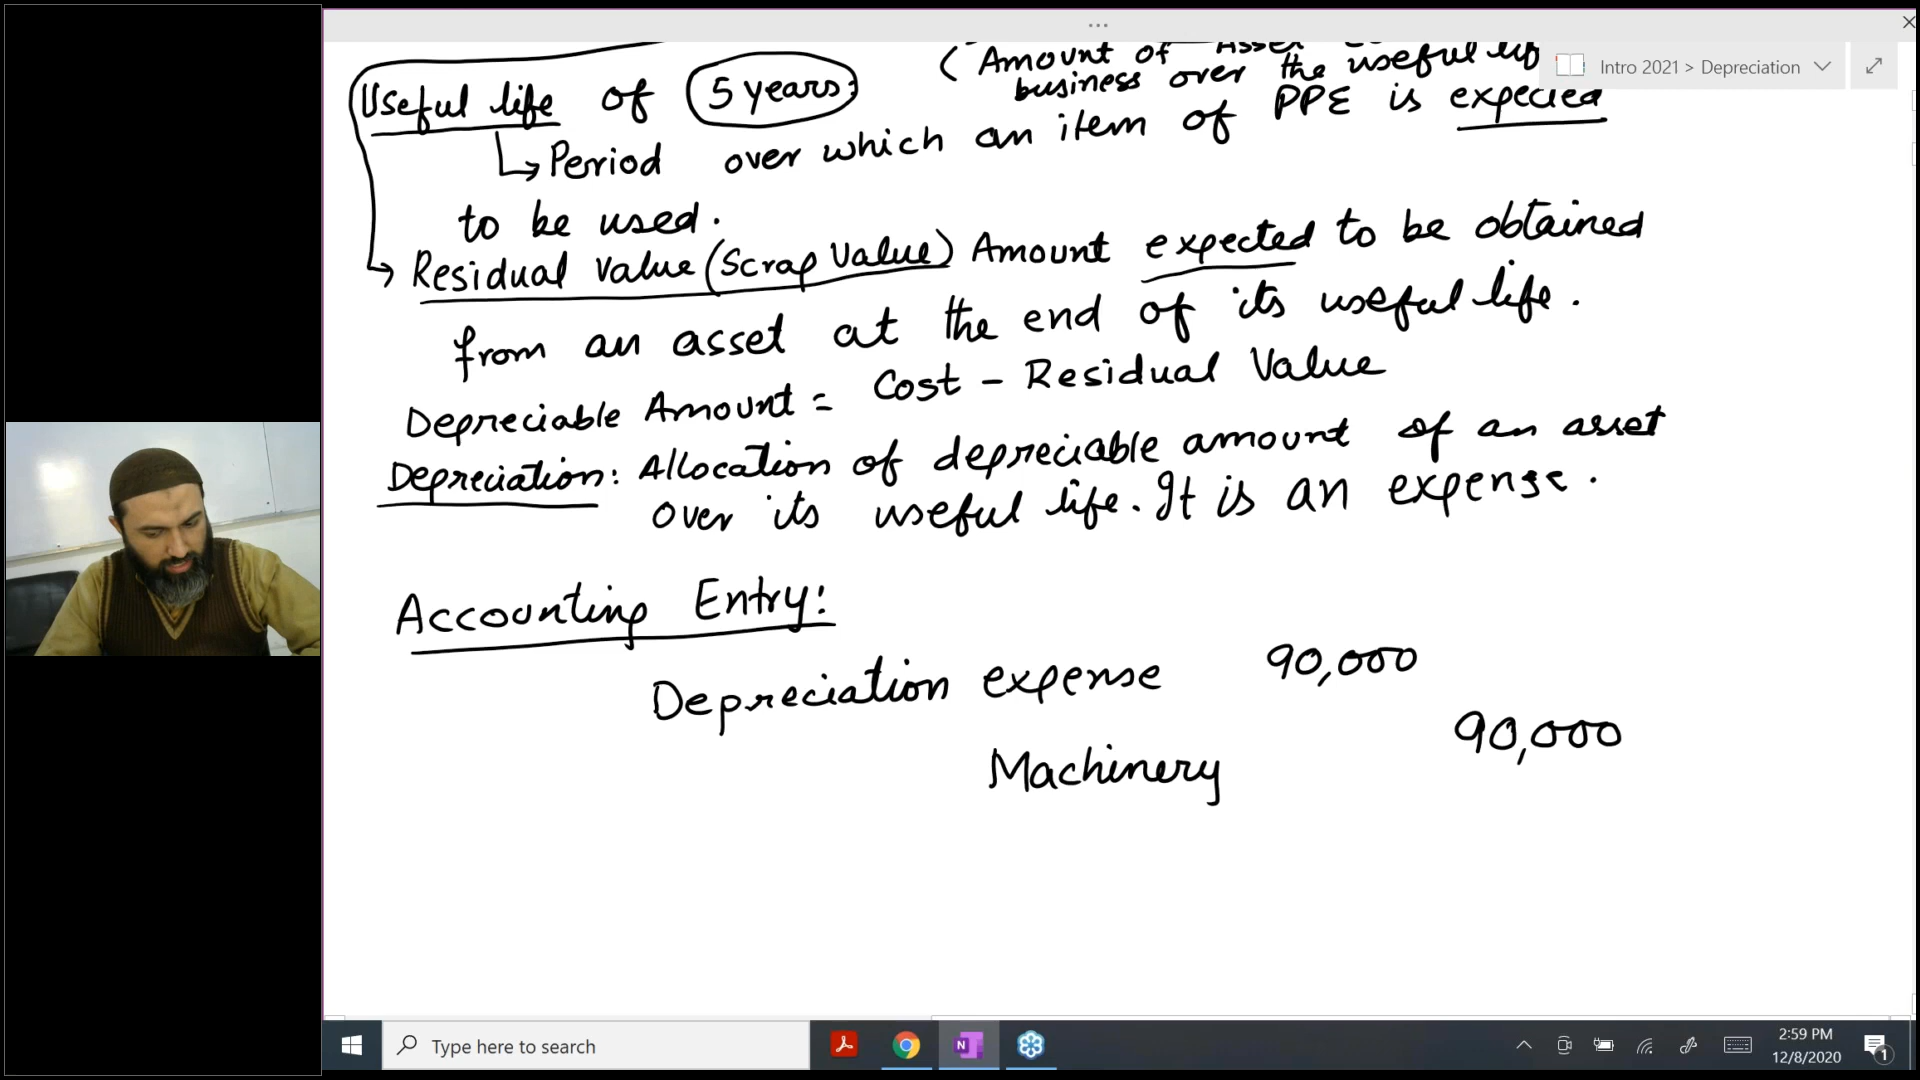 (Amount of Asset
business over the useful lif
Intro 2021 > Depreciation
Useful life of 5 years:
Period over which an item of PPE is expected
to be used.
Residual Value (Scrap Value) Amount expected to be obtained
from an asset at the end of its useful life.
Depreciable Amount = Cost - Residual Value
Depreciation: Allocation of depreciable amount of an asset
over its useful life. It is an expense.
Accounting Entry:
Depreciation expense 90,000
Machinery 90,000
Type here to search
N
2:59 PM
12/8/2020
1